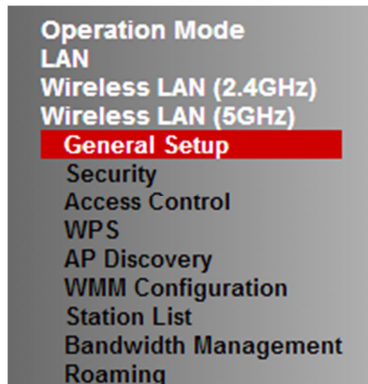 Operation Mode
LAN
Wireless LAN (2.4GHz)
Wireless LAN (5GHz)
General Setup
Security
Access Control
WPS
AP Discovery
WMM Configuration
Station List
Bandwidth Management
Roaming